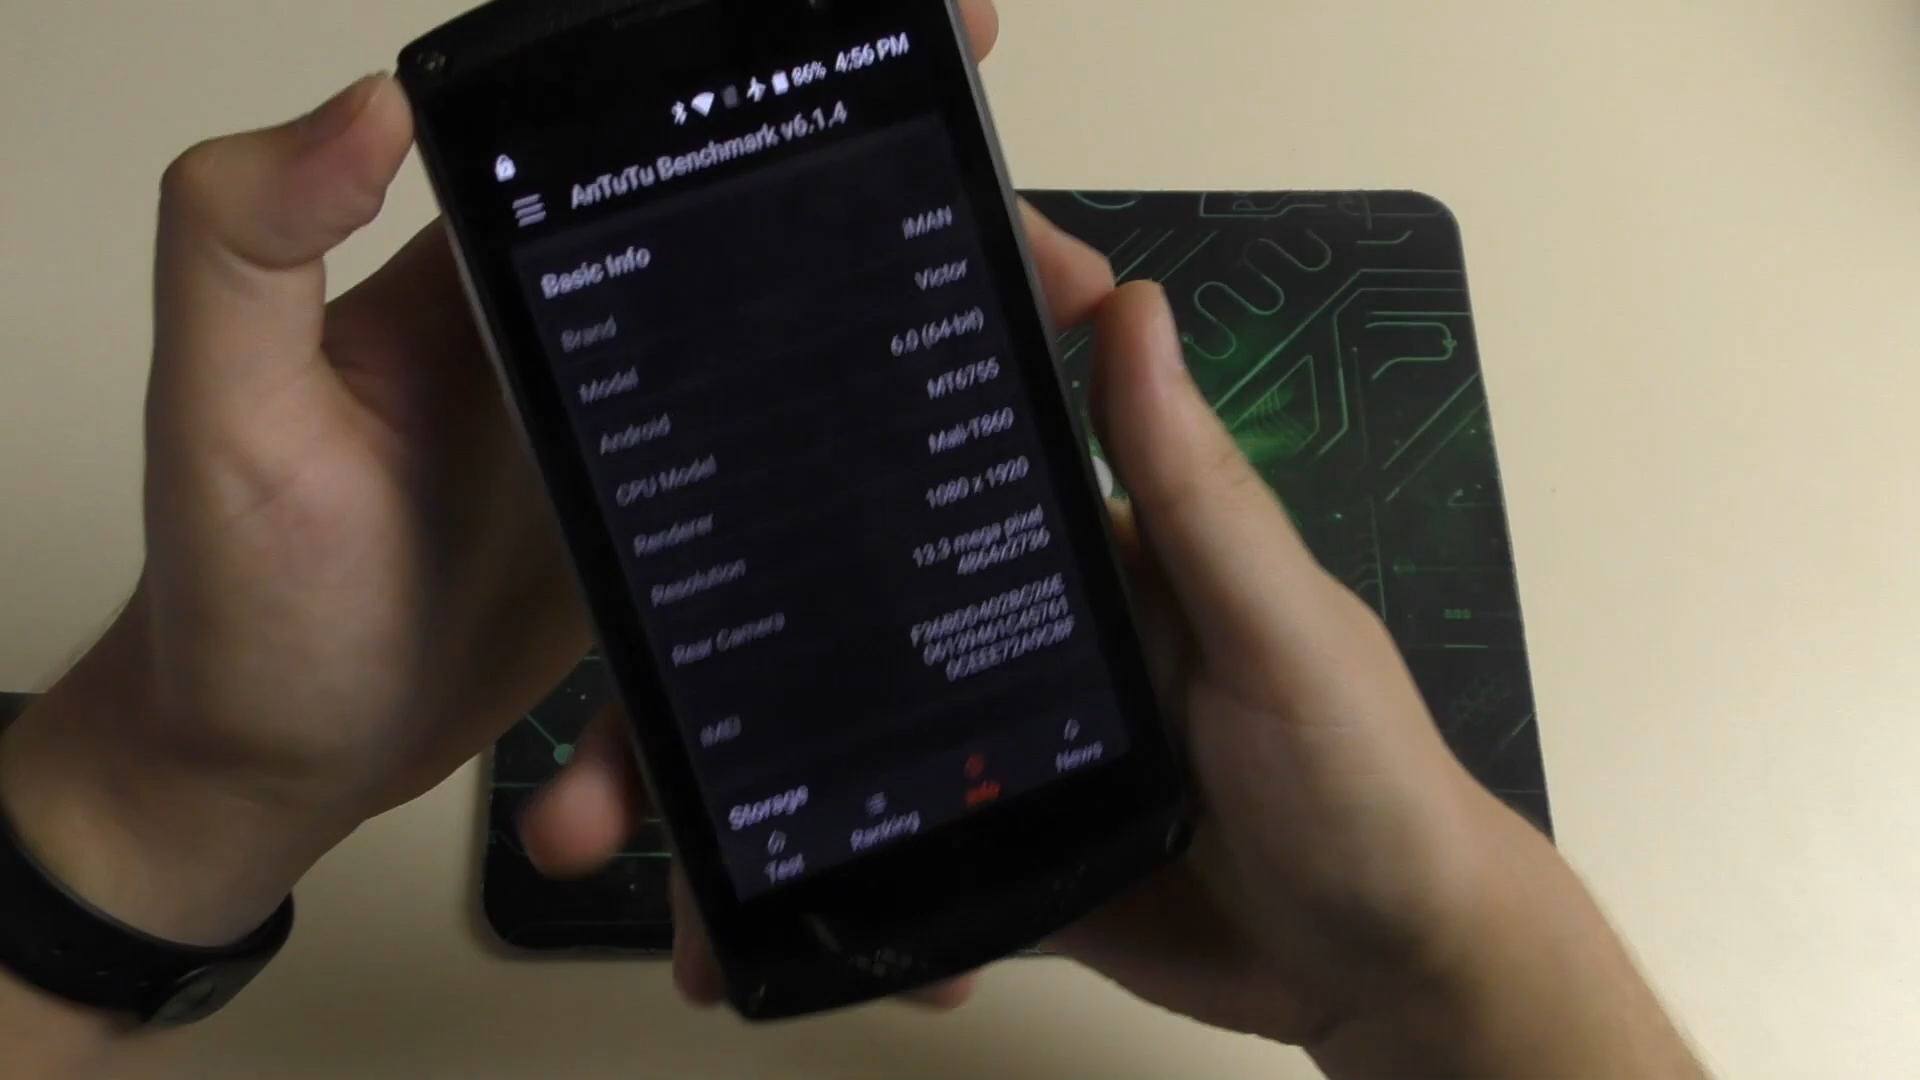 86% 4:56 PM
AnTuTu Benchmark v6.1.4
Basic Info
Brand iMAN
Model Victor
Android 6.0 (64-bit)
CPU Model MT6755
Renderer Mali-T860
Resolution 1080 x 1920
Rear Camera 13.3 mega pixel
4864x2736
IMEI
Storage
Test Ranking Info News